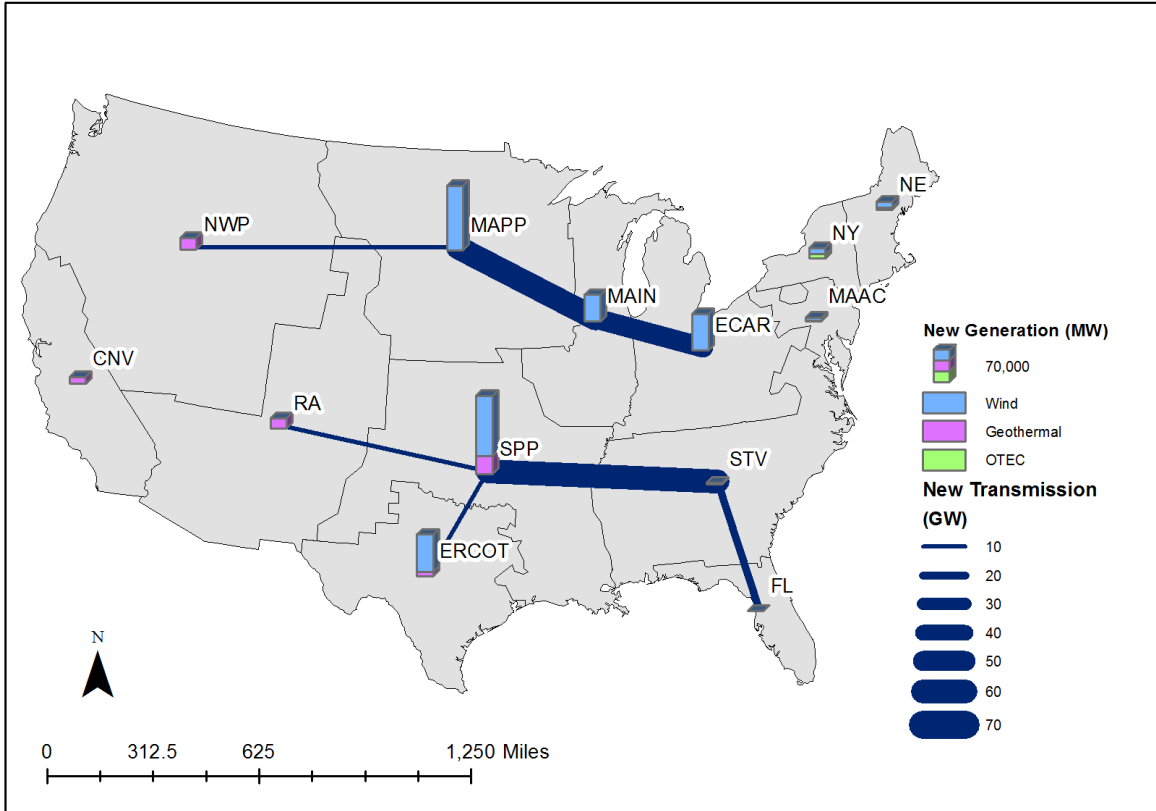 NE
NWP
MAPP
NY
MAIN
MAAC
ECAR
CNV
RA
SPP
STV
ERCOT
FL
New Generation (MW)
70,000
Wind
Geothermal
OTEC
New Transmission
(GW)
10
20
30
40
50
60
70
N
0 312.5 625 1,250 Miles